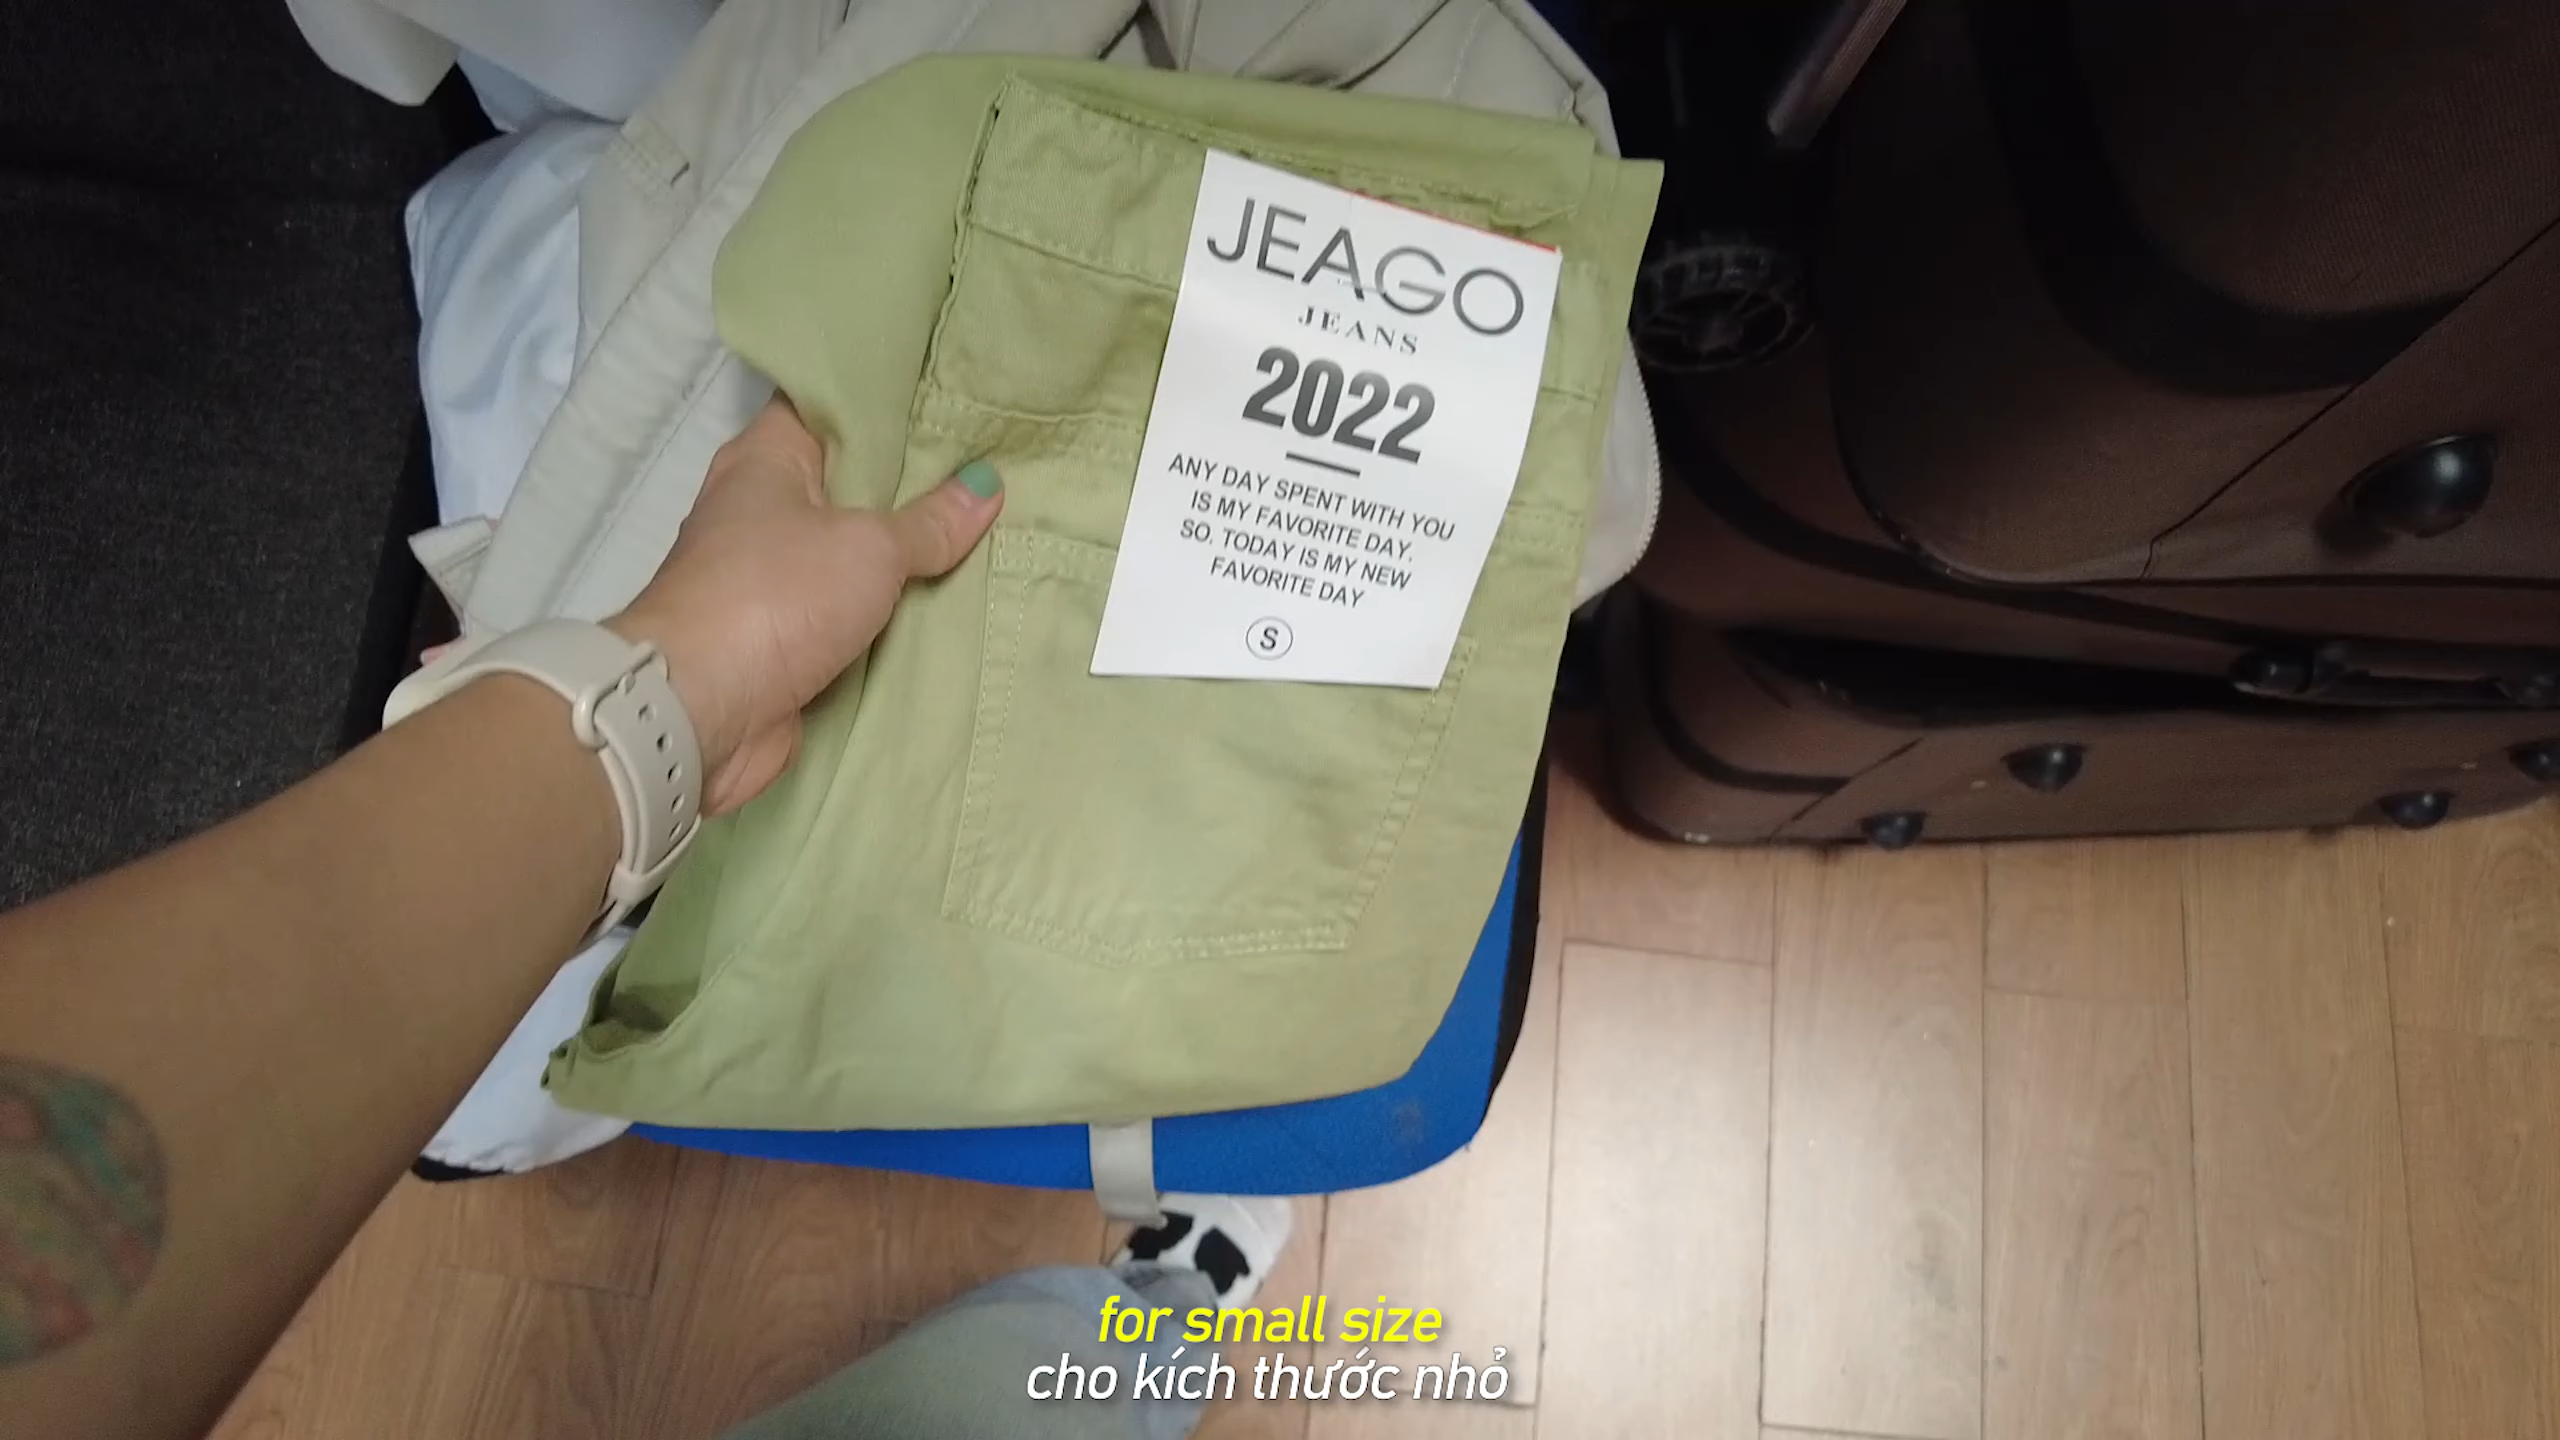 JEAGO
JEANS
2022
ANY DAY SPENT WITH YOU
IS MY FAVORITE DAY.
SO. TODAY IS MY NEW
FAVORITE DAY
S
for small size
cho kích thước nhỏ